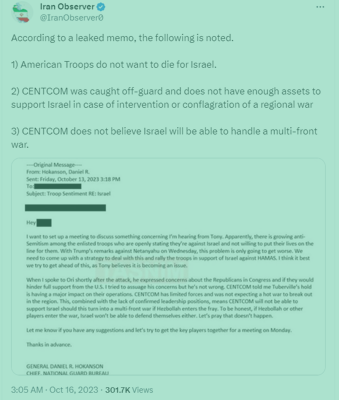 Iran Observer
@IranObserver0
According to a leaked memo, the following is noted.
1) American Troops do not want to die for Israel.
2) CENTCOM was caught off-guard and does not have enough assets to
support Israel in case of intervention or conflagration of a regional war
3) CENTCOM does not believe Israel will be able to handle a multi-front
war.
---Original Message---
From: Hokanson, Daniel R.
Sent: Friday, October 13, 2023 3:18 PM
To:
Subject: Troop Sentiment RE: Israel
Hey
I want to set up a meeting to discuss something concerning I'm hearing from Tony. Apparently, there is growing anti-
Semitism among the enlisted troops who are openly stating they're against Israel and not willing to put their lives on the
line for them. With Trump's remarks against Netanyahu on Wednesday, this problem is only going to get worse. We
need to come up with a strategy to deal with this and rally the troops in support of Israel against HAMAS. I think it best
we try to get ahead of this, as Tony believes it is becoming an issue.
When I spoke to Ori shortly after the attack, he expressed concerns about the Republicans in Congress and if they would
hinder full support from the U.S. I tried to assuage his concerns but he's not wrong. CENTCOM told me Tuberville's hold
is having a major impact on their operations. CENTCOM has limited forces and was not expecting a hot war to break out
in the region. This, combined with the lack of confirmed leadership positions, means CENTCOM will not be able to
support Israel should this turn into a multi-front war if Hezbollah enters the fray. To be honest, if Hezbollah or other
players enter the war, Israel won't be able to defend themselves either. Let's pray that doesn't happen.
Let me know if you have any suggestions and let's try to get the key players together for a meeting on Monday.
Thanks in advance.
GENERAL DANIEL R. HOKANSON
CHIEF, NATIONAL GUARD BUREAU
3:05 AM · Oct 16, 2023 · 301.7K Views